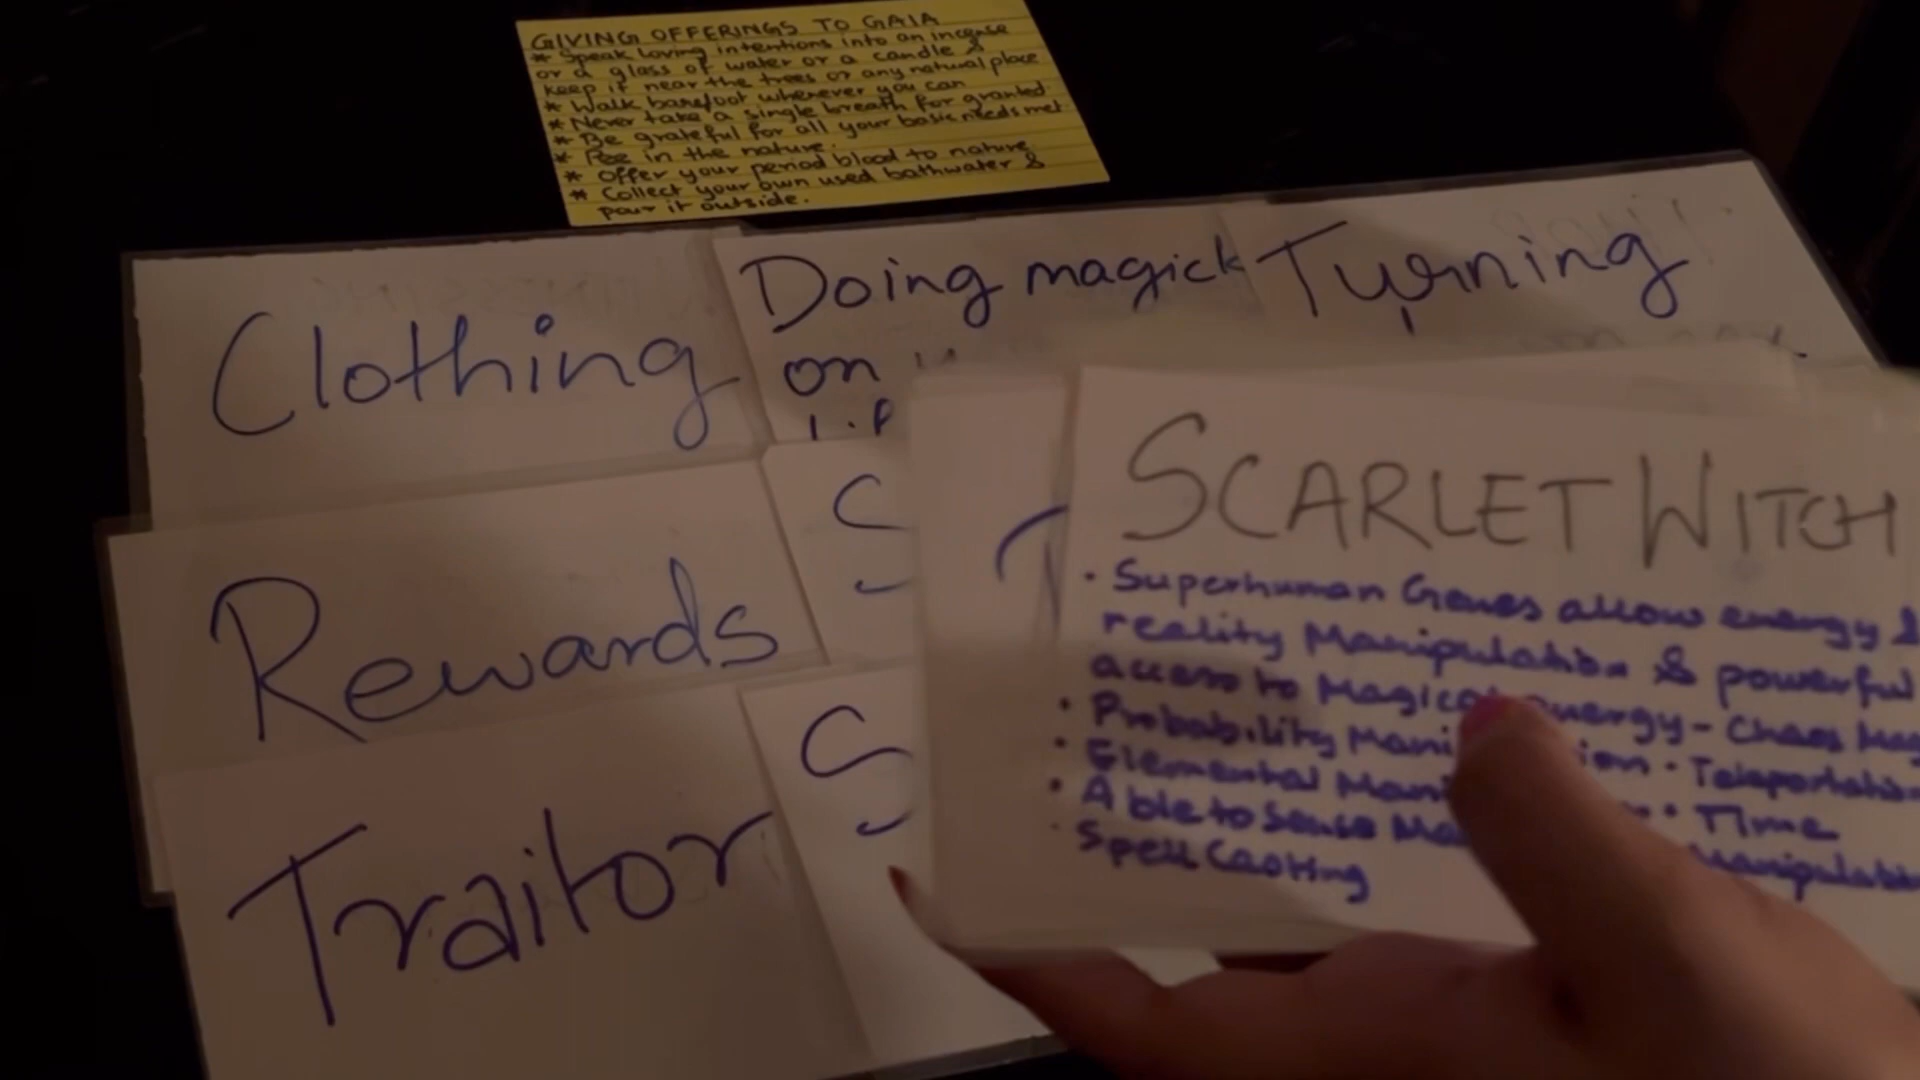 GIVING OFFERINGS TO GAIA
* Speak loving intentions into an incense
or a glass of water or a candle &
keep it near the trees or any natural place
* Walk barefoot wherever you can
* Never take a single breath for granted.
* Be grateful for all your basic needs met.
* Pee in the nature.
* Offer your period blood to nature
* Collect your own used bathwater &
pour it outside.
Clothing
Doing magick
on
Turning
Rewards
Traitor
SCARLET WITCH
• Superhuman Genes allow energy &
reality Manipulation & powerful
access to Magical energy - Chaos
• Probability
• Elemental
• Able to Sense
• Time
Spell Casting